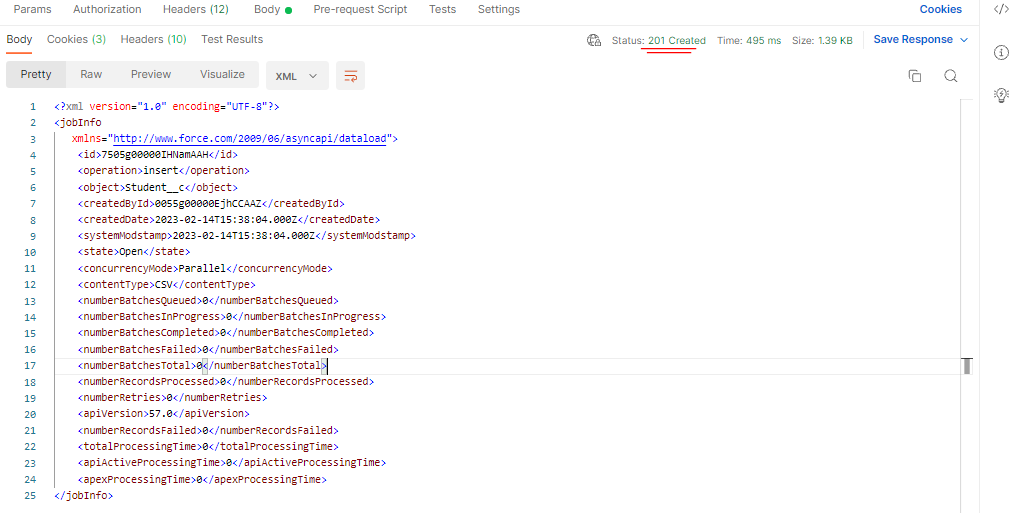 Params Authorization Headers (12) Body Pre-request Script Tests Settings Cookies
Body Cookies (3) Headers (10) Test Results Status: 201 Created Time: 495 ms Size: 1.39 KB Save Response
Pretty Raw Preview Visualize XML
1 <?xml version="1.0" encoding="UTF-8"?>
2 <jobInfo
3 xmlns="http://www.force.com/2009/06/asyncapi/dataload">
4 <id>7505g00000IHNamAAH</id>
5 <operation>insert</operation>
6 <object>Student__c</object>
7 <createdById>0055g00000EjhCCAAZ</createdById>
8 <createdDate>2023-02-14T15:38:04.000Z</createdDate>
9 <systemModstamp>2023-02-14T15:38:04.000Z</systemModstamp>
10 <state>Open</state>
11 <concurrencyMode>Parallel</concurrencyMode>
12 <contentType>CSV</contentType>
13 <numberBatchesQueued>0</numberBatchesQueued>
14 <numberBatchesInProgress>0</numberBatchesInProgress>
15 <numberBatchesCompleted>0</numberBatchesCompleted>
16 <numberBatchesFailed>0</numberBatchesFailed>
17 <numberBatchesTotal>0</numberBatchesTotal>
18 <numberRecordsProcessed>0</numberRecordsProcessed>
19 <numberRetries>0</numberRetries>
20 <apiVersion>57.0</apiVersion>
21 <numberRecordsFailed>0</numberRecordsFailed>
22 <totalProcessingTime>0</totalProcessingTime>
23 <apiActiveProcessingTime>0</apiActiveProcessingTime>
24 <apexProcessingTime>0</apexProcessingTime>
25 </jobInfo>